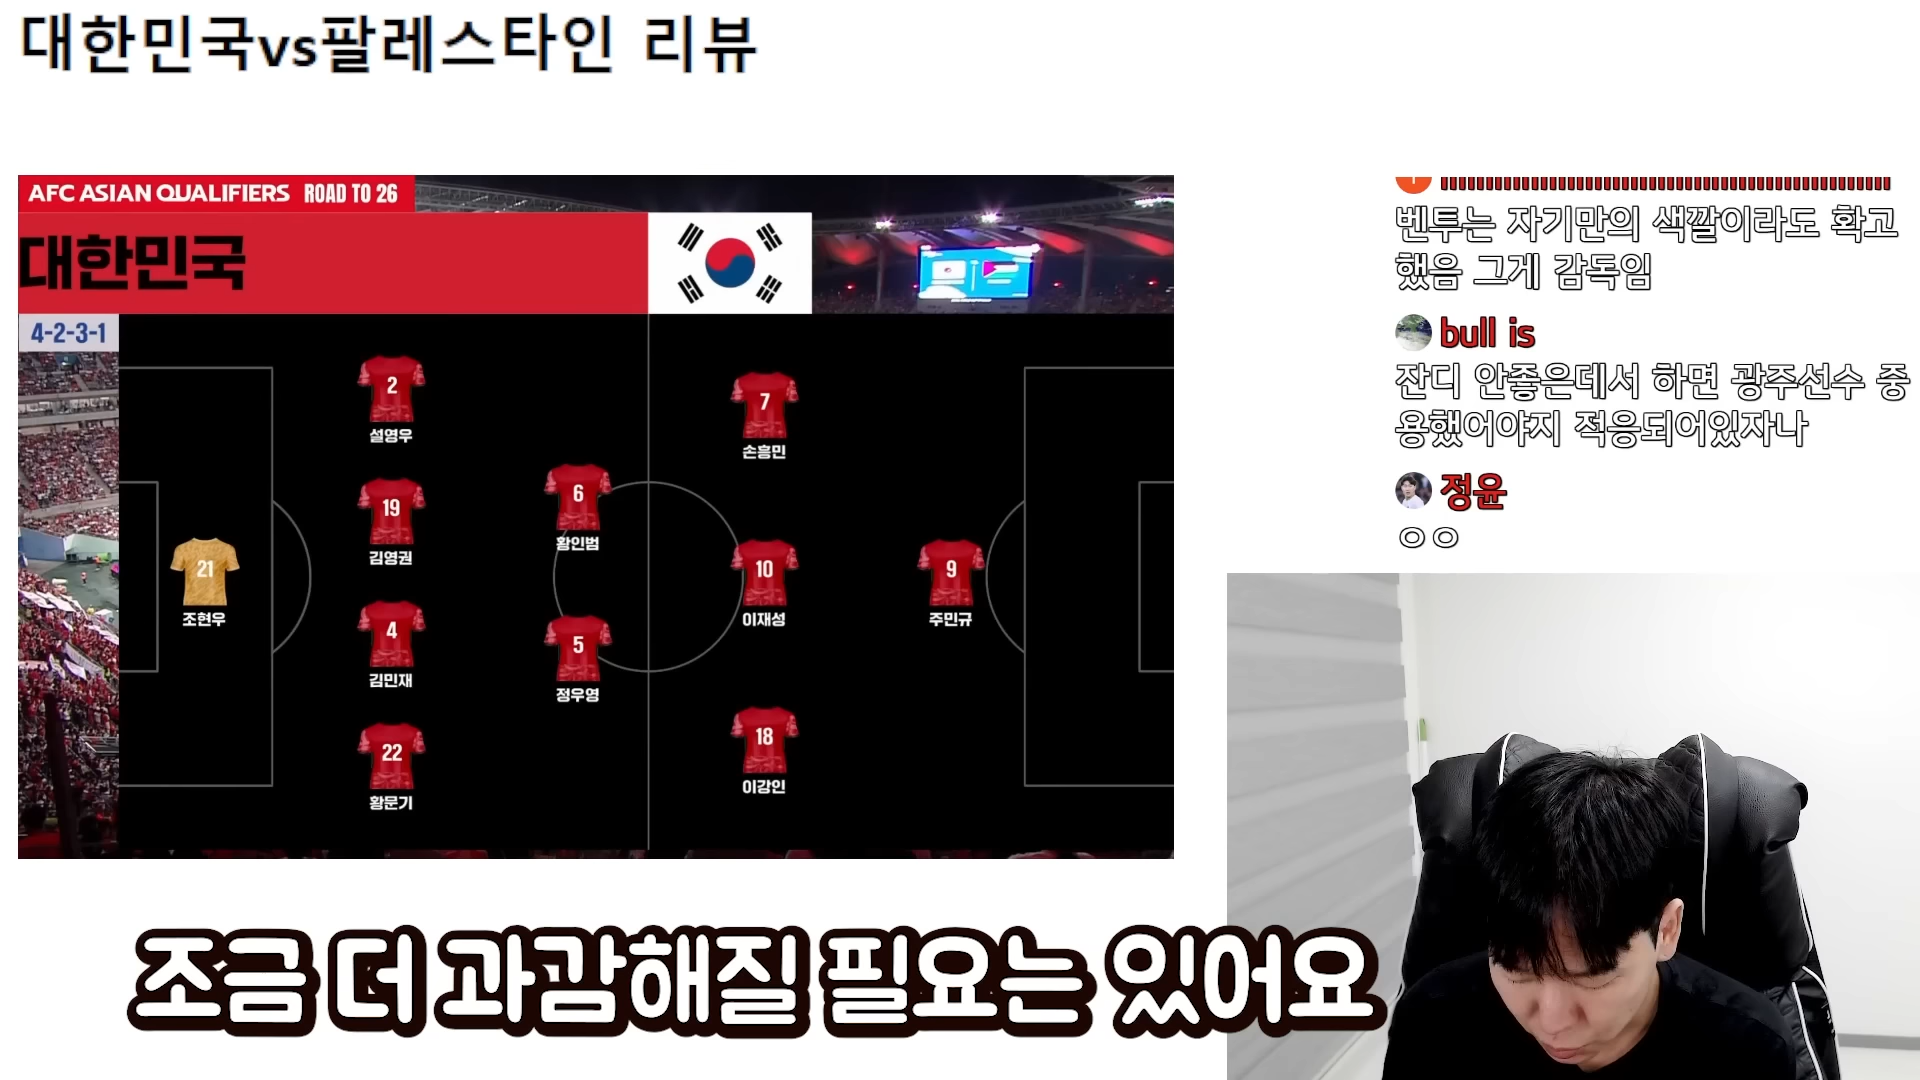 대한민국vs팔레스타인 리뷰
AFC ASIAN QUALIFIERS ROAD TO 26
대한민국
4-2-3-1
2
설영우
7
손흥민
19
김영권
6
황인범
21
조현우
10
이재성
9
주민규
4
김민재
5
정우영
22
황문기
18
이강인
벤투는 자기만의 색깔이라도 확고
했음 그게 감독임
bull is
잔디 안좋은데서 하면 광주선수 중
용했어야지 적응되어있자나
정윤
ㅇㅇ
조금 더 과감해질 필요는 있어요